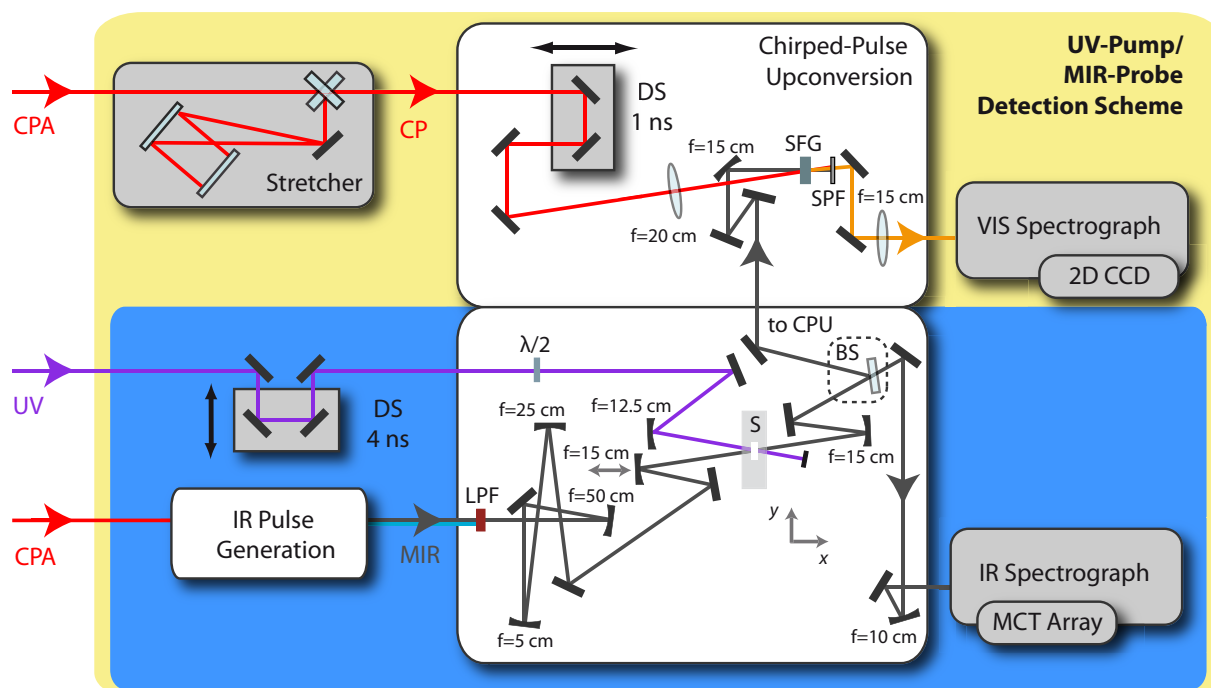 UV-Pump/
MIR-Probe
Detection Scheme
Chirped-Pulse
Upconversion
CPA
Stretcher
CP
DS
1 ns
f=15 cm
SFG
SPF
f=15 cm
f=20 cm
VIS Spectrograph
2D CCD
to CPU
BS
UV
DS
4 ns
λ/2
f=25 cm
f=12.5 cm
S
f=15 cm
f=15 cm
f=50 cm
LPF
CPA
IR Pulse
Generation
MIR
y
x
f=5 cm
f=10 cm
IR Spectrograph
MCT Array